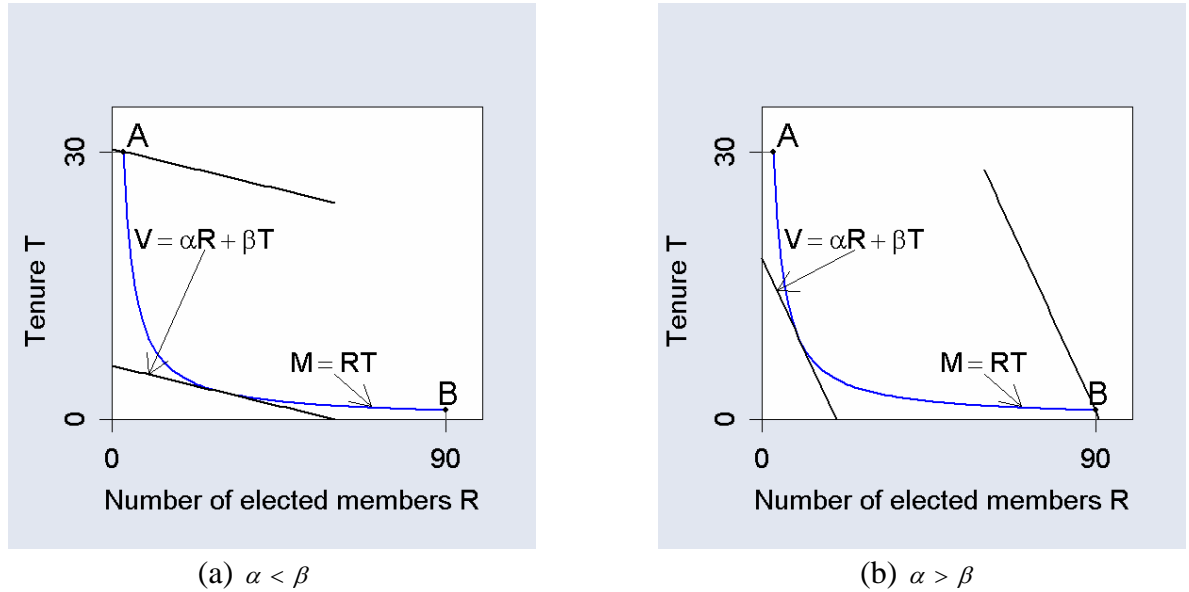 30
A
V = αR + βT
Tenure T
M = RT
B
0
0
90
Number of elected members R
(a) α < β
30
A
V = αR + βT
Tenure T
M = RT
B
0
0
90
Number of elected members R
(b) α > β